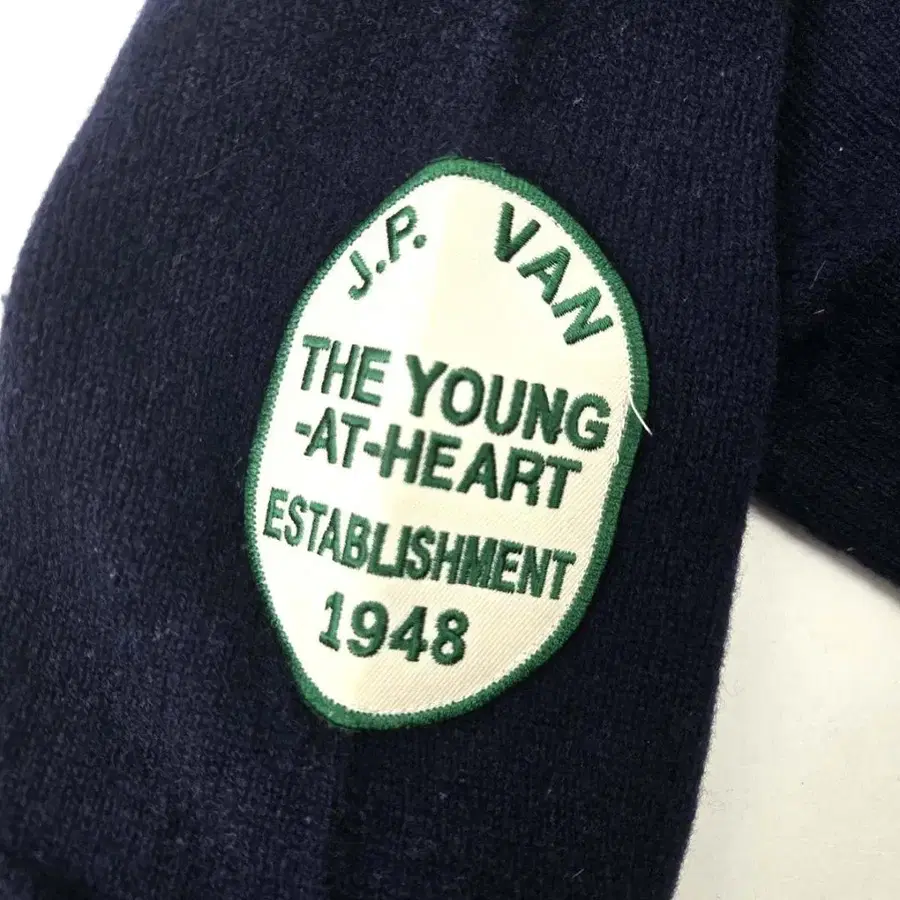 J.P. VAN
THE YOUNG
-AT-HEART
ESTABLISHMENT
1948